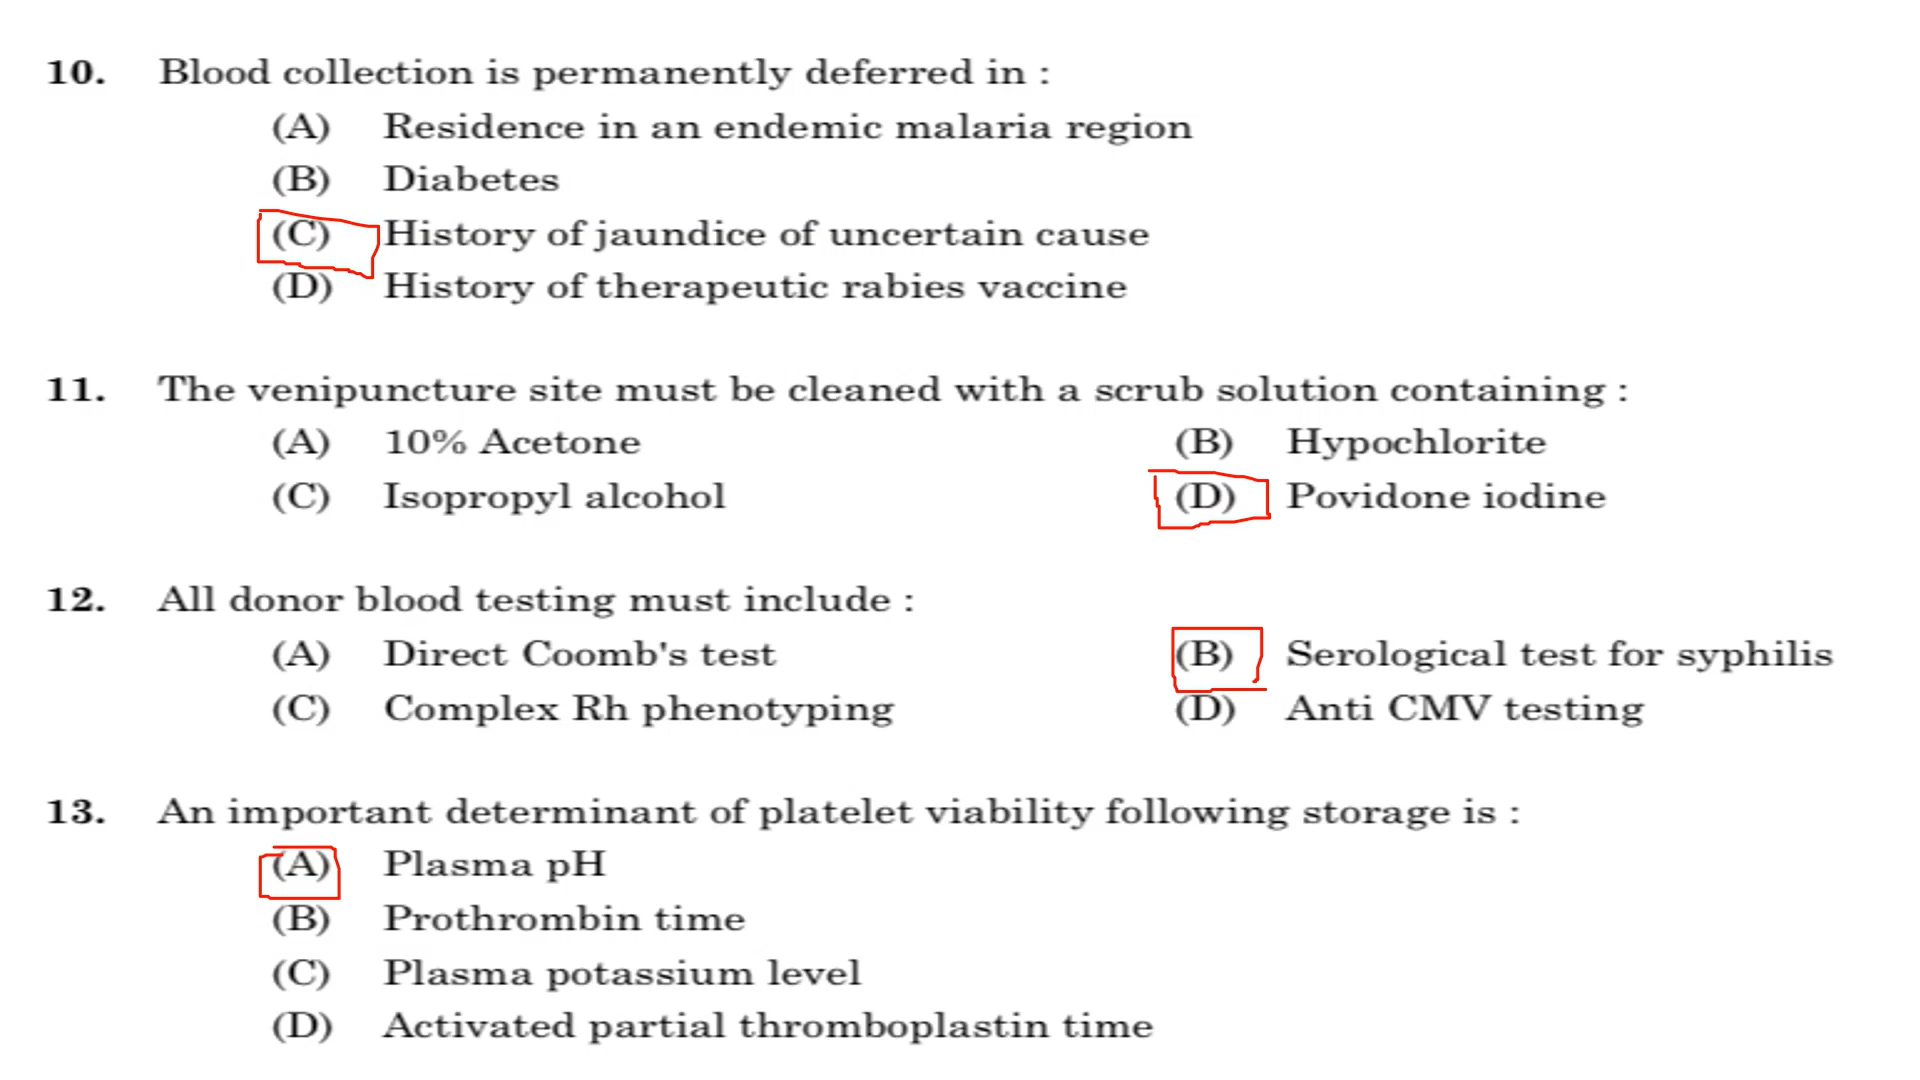 10. Blood collection is permanently deferred in :
(A) Residence in an endemic malaria region
(B) Diabetes
(C) History of jaundice of uncertain cause
(D) History of therapeutic rabies vaccine
11. The venipuncture site must be cleaned with a scrub solution containing :
(A) 10% Acetone (B) Hypochlorite
(C) Isopropyl alcohol (D) Povidone iodine
12. All donor blood testing must include :
(A) Direct Coomb's test (B) Serological test for syphilis
(C) Complex Rh phenotyping (D) Anti CMV testing
13. An important determinant of platelet viability following storage is :
(A) Plasma pH
(B) Prothrombin time
(C) Plasma potassium level
(D) Activated partial thromboplastin time